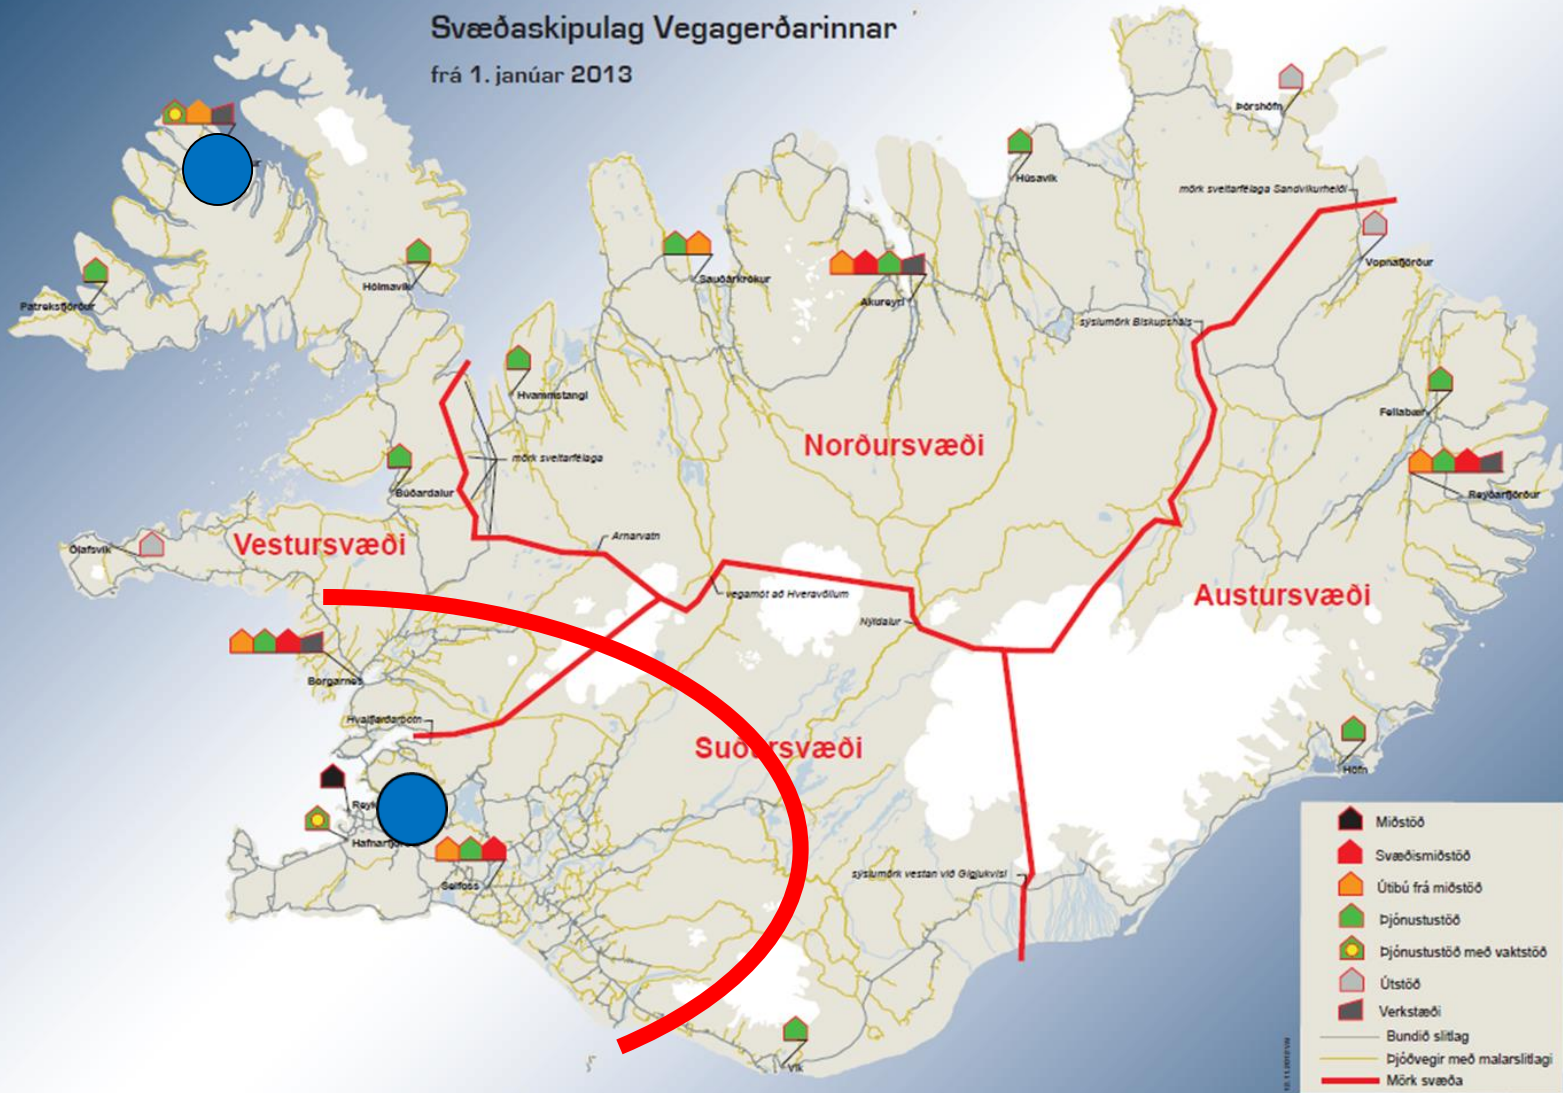 Svæðaskipulag Vegagerðarinnar
frá 1. janúar 2013
Þórshöfn
Húsavík
mörk sveitarfélaga Sandvíkurheiði
Vopnafjörður
Hólmavík
Patreksfjörður
Sauðárkrókur
Akureyri
sýslumörk Biskupsháls
Hvammstangi
Fellabær
Norðursvæði
mörk sveitarfélaga
Búðardalur
Reyðarfjörður
Ólafsvík
Vestursvæði
Arnarvatn
vegamót að Hveravöllum
Austursvæði
Nýidalur
Borgarnes
Hvalfjarðarbotn
Suðursvæði
Höfn
Selfoss
sýslumörk vestan við Gígjukvísl
Vík
Miðstöð
Svæðismiðstöð
Útibú frá miðstöð
Þjónustustöð
Þjónustustöð með vaktstöð
Útstöð
Verkstæði
Bundið slitlag
Þjóðvegir með malarslitlagi
Mörk svæða